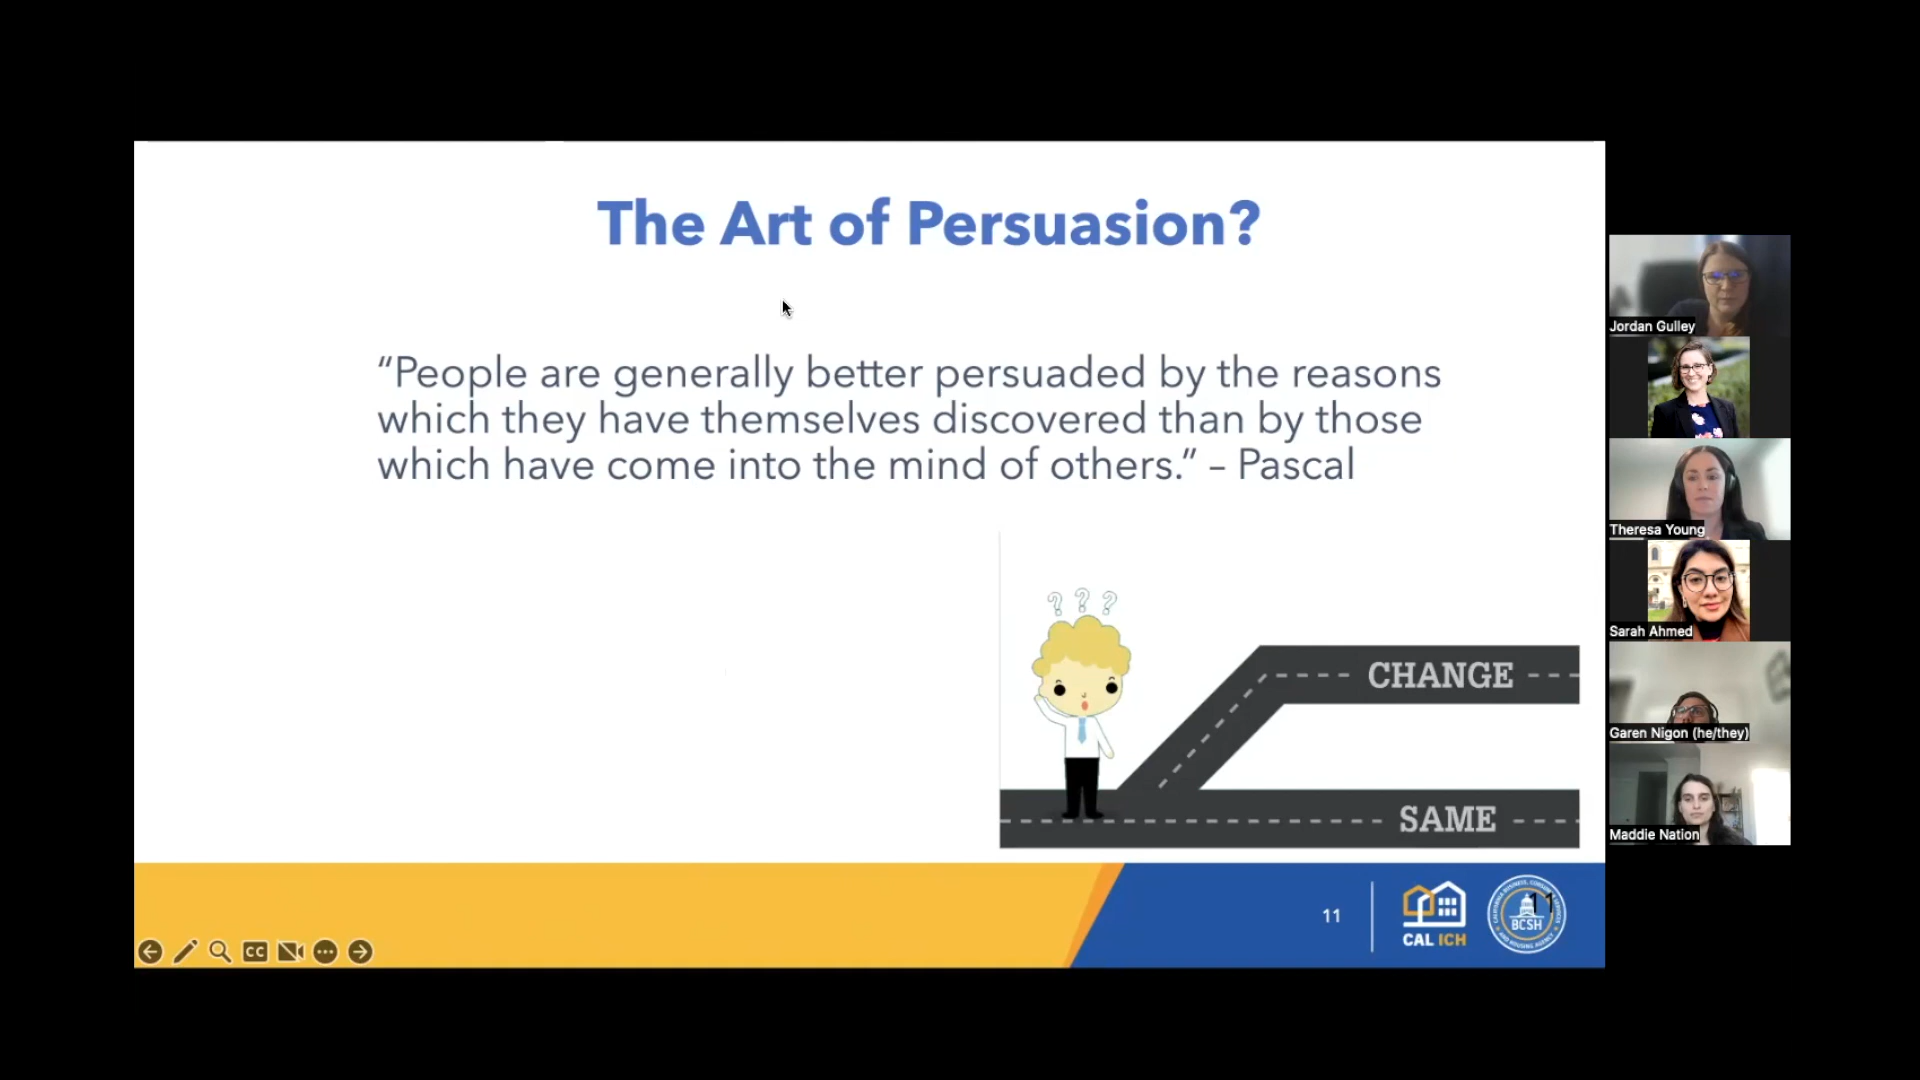 The Art of Persuasion?
“People are generally better persuaded by the reasons
which they have themselves discovered than by those
which have come into the mind of others.” – Pascal
? ? ?
CHANGE
SAME
11
CAL ICH
11
BCSH
CC
Jordan Gulley
Theresa Young
Sarah Ahmed
Garen Nigon (he/they)
Maddie Nation